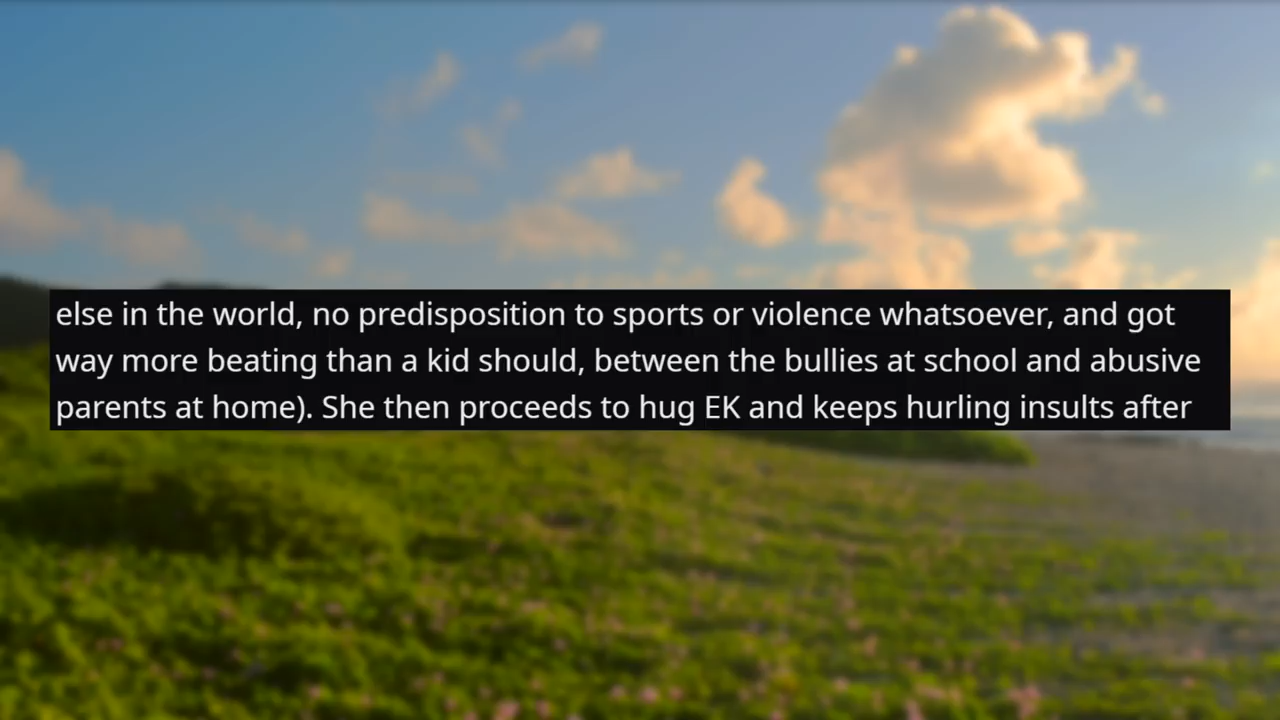 else in the world, no predisposition to sports or violence whatsoever, and got
way more beating than a kid should, between the bullies at school and abusive
parents at home). She then proceeds to hug EK and keeps hurling insults after